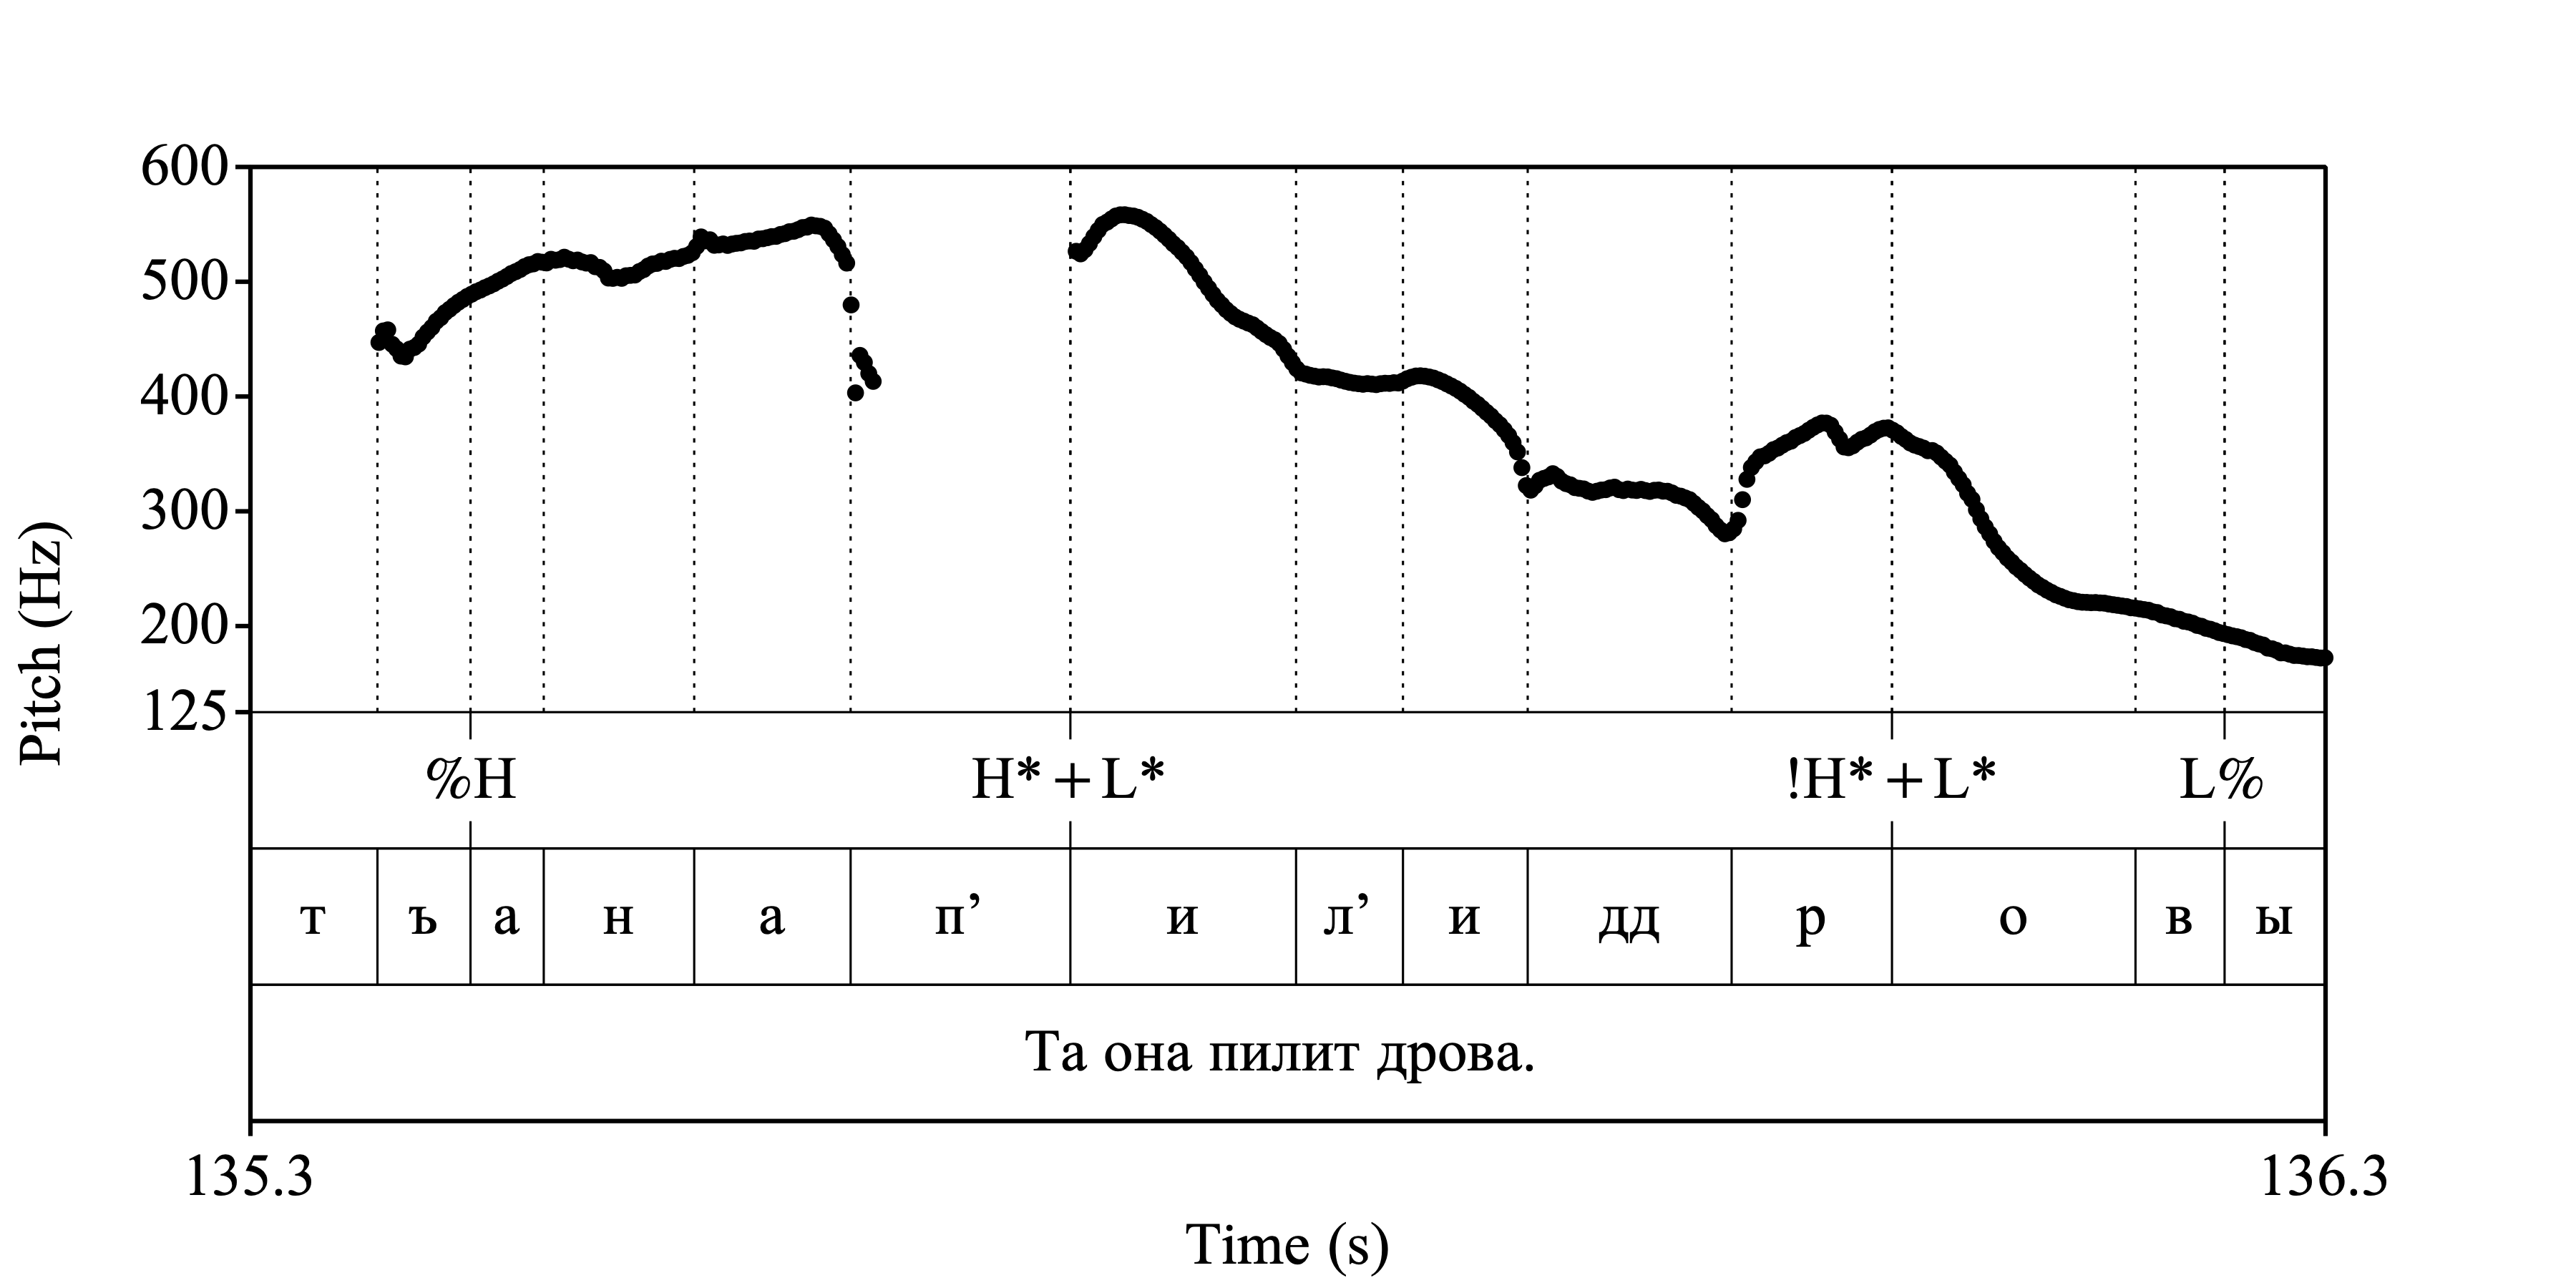 600
500
400
300
200
125
Pitch (Hz)
%H H*+L* !H*+L* L%
т ъ а н а п’ и л’ и дд р о в ы
Та она пилит дрова.
135.3 136.3
Time (s)